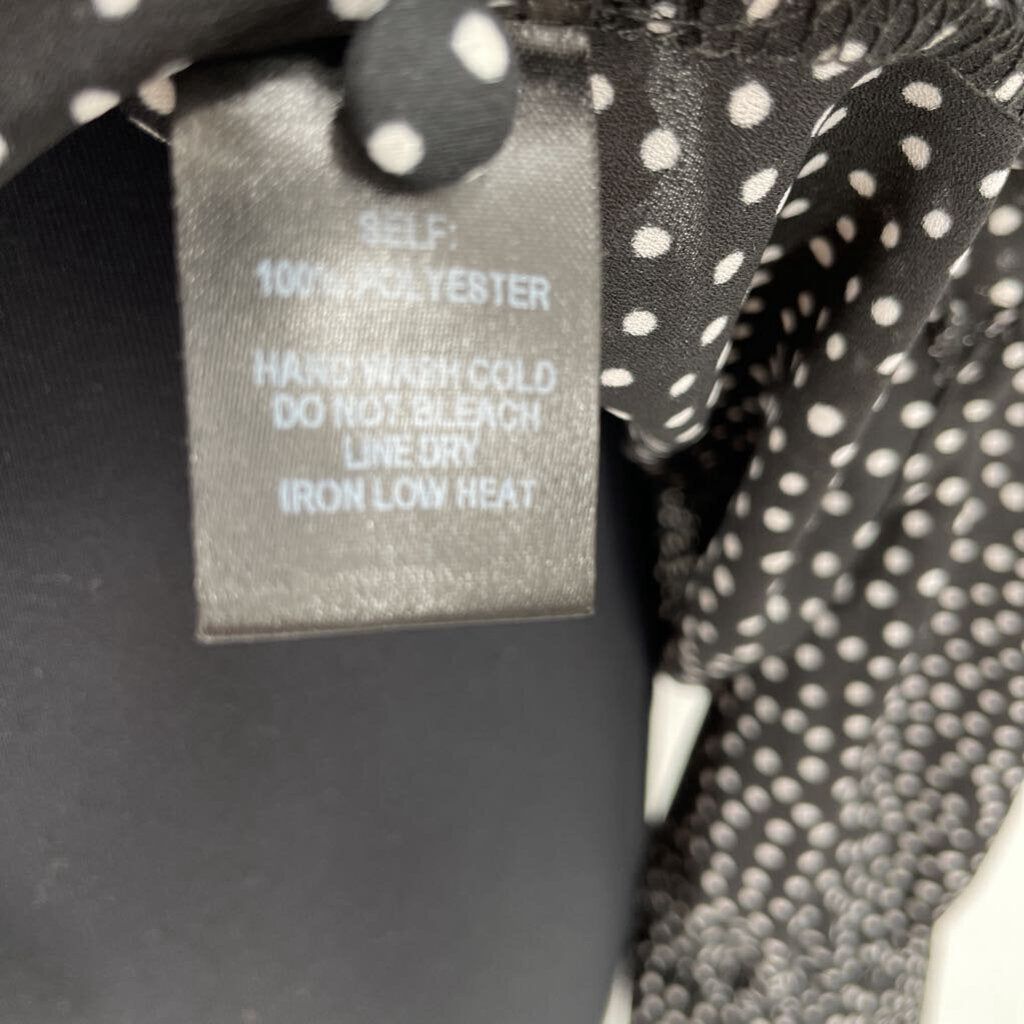 SELF:
100% POLYESTER
HAND WASH COLD
DO NOT BLEACH
LINE DRY
IRON LOW HEAT